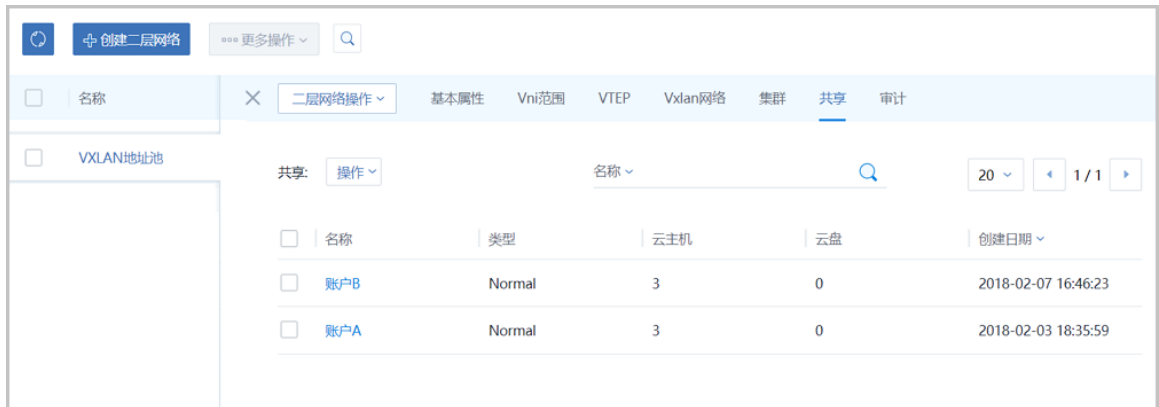 创建二层网络 更多操作
名称 二层网络操作 基本属性 Vni范围 VTEP Vxlan网络 集群 共享 审计
VXLAN地址池
共享: 操作 名称 20 1 / 1
名称 类型 云主机 云盘 创建日期
账户B Normal 3 0 2018-02-07 16:46:23
账户A Normal 3 0 2018-02-03 18:35:59